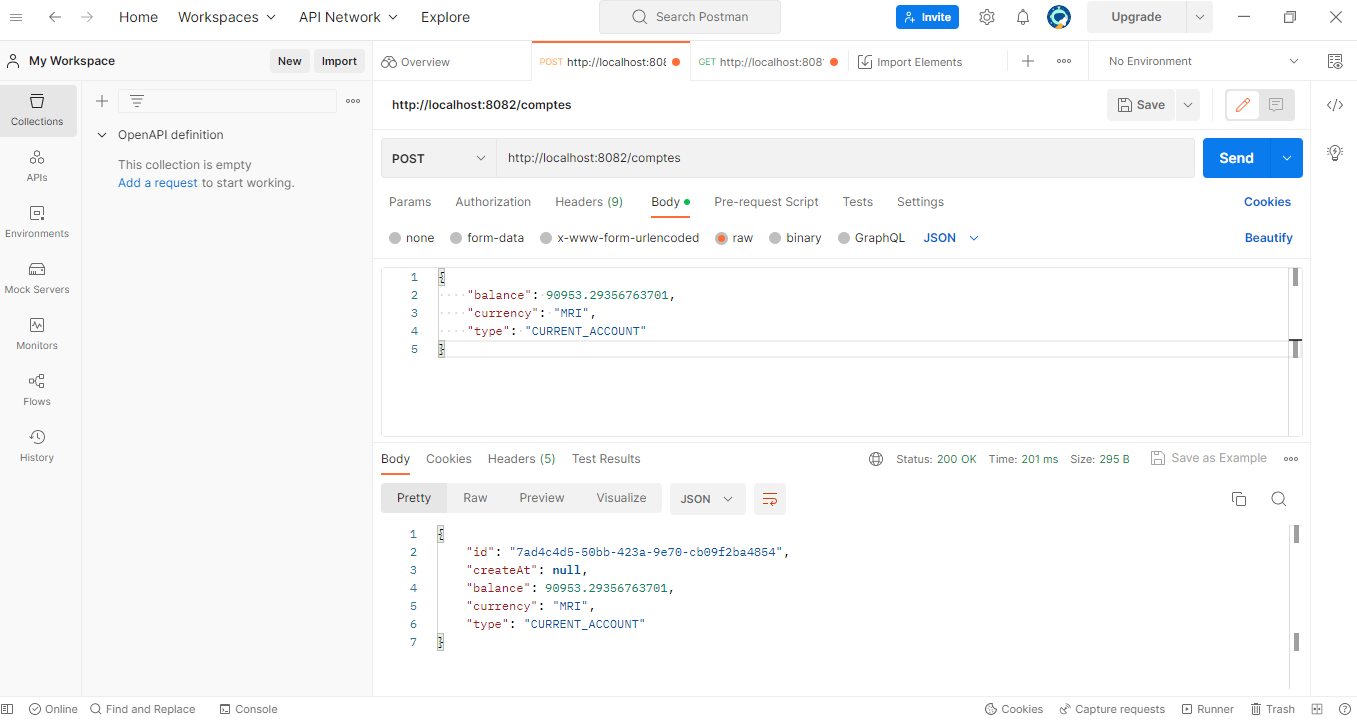 Home Workspaces API Network Explore Search Postman Invite Upgrade
My Workspace New Import Overview POST http://localhost:808 GET http://localhost:808 Import Elements No Environment
Collections
APIs
Environments
Mock Servers
Monitors
Flows
History
OpenAPI definition
This collection is empty
Add a request to start working.
http://localhost:8082/comptes Save
POST http://localhost:8082/comptes Send
Params Authorization Headers (9) Body Pre-request Script Tests Settings Cookies
none form-data x-www-form-urlencoded raw binary GraphQL JSON Beautify
1 {
2 "balance": 90953.29356763701,
3 "currency": "MRI",
4 "type": "CURRENT_ACCOUNT"
5 }
Body Cookies Headers (5) Test Results Status: 200 OK Time: 201 ms Size: 295 B Save as Example
Pretty Raw Preview Visualize JSON
1 {
2 "id": "7ad4c4d5-50bb-423a-9e70-cb09f2ba4854",
3 "createAt": null,
4 "balance": 90953.29356763701,
5 "currency": "MRI",
6 "type": "CURRENT_ACCOUNT"
7 }
Online Find and Replace Console Cookies Capture requests Runner Trash